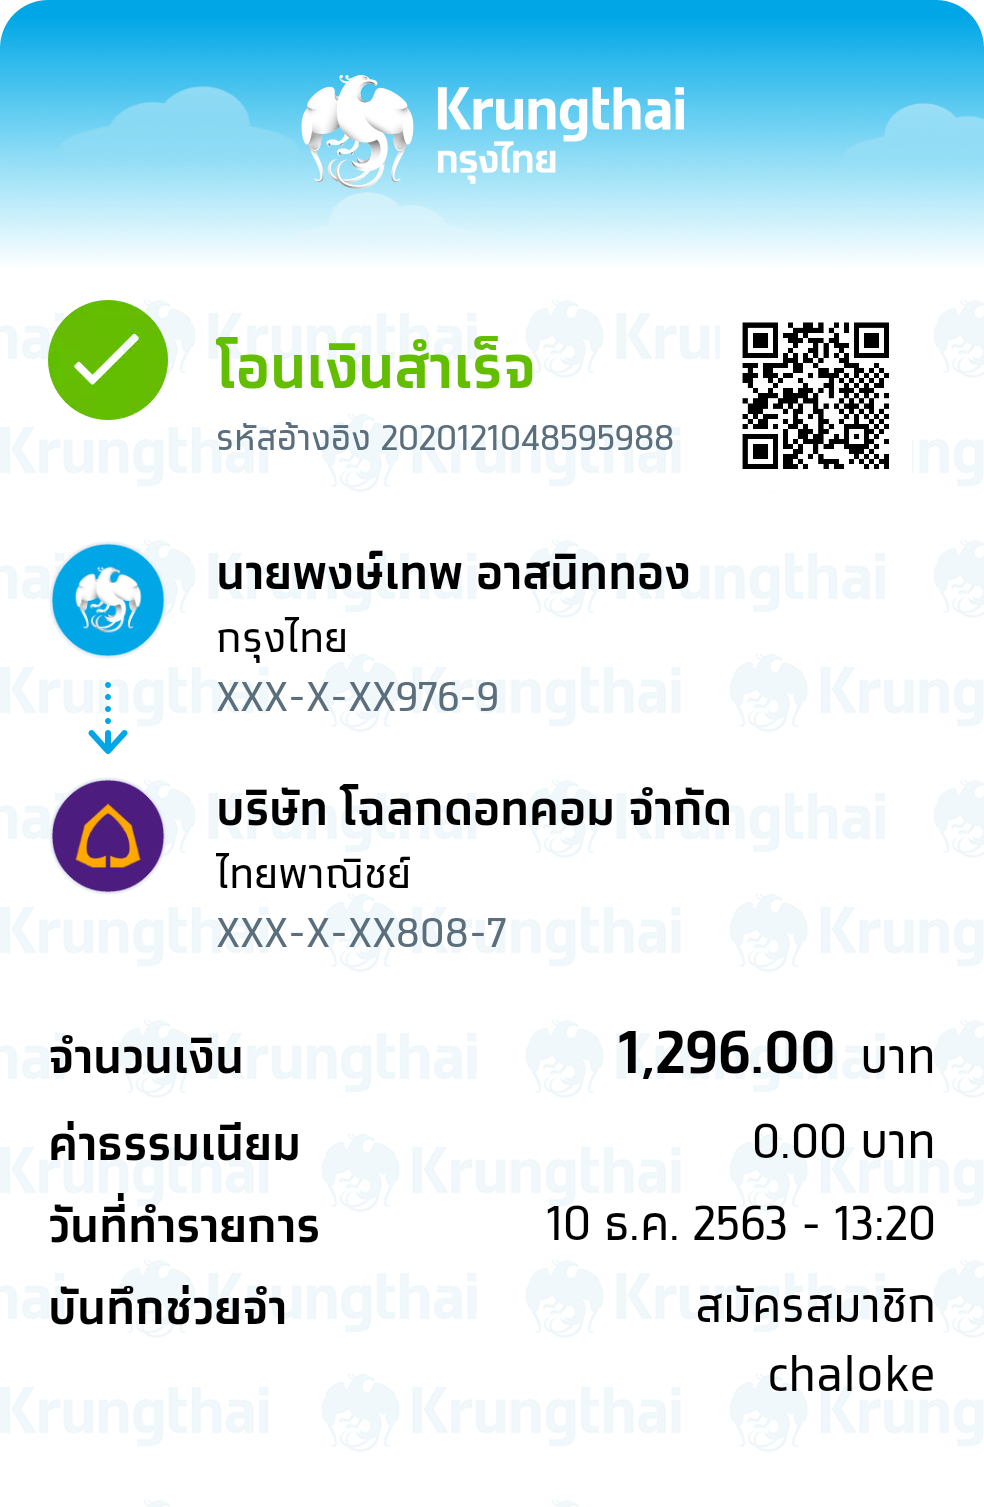 Krungthai
กรุงไทย
โอนเงินสำเร็จ
รหัสอ้างอิง 2020121048595988
นายพงษ์เทพ อาสนิททอง
กรุงไทย
XXX-X-XX976-9
บริษัท โฉลกดอทคอม จำกัด
ไทยพาณิชย์
XXX-X-XX808-7
จำนวนเงิน 1,296.00 บาท
ค่าธรรมเนียม 0.00 บาท
วันที่ทำรายการ 10 ธ.ค. 2563 - 13:20
บันทึกช่วยจำ สมัครสมาชิก
chaloke